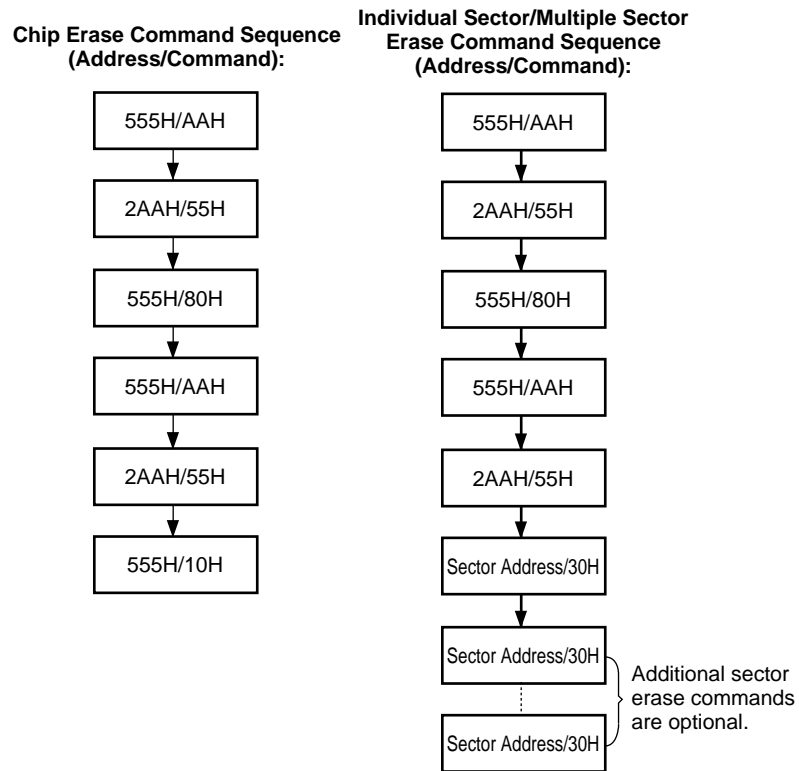 Chip Erase Command Sequence
(Address/Command):
555H/AAH
2AAH/55H
555H/80H
555H/AAH
2AAH/55H
555H/10H
Individual Sector/Multiple Sector
Erase Command Sequence
(Address/Command):
555H/AAH
2AAH/55H
555H/80H
555H/AAH
2AAH/55H
Sector Address/30H
Sector Address/30H
Sector Address/30H
Additional sector
erase commands
are optional.